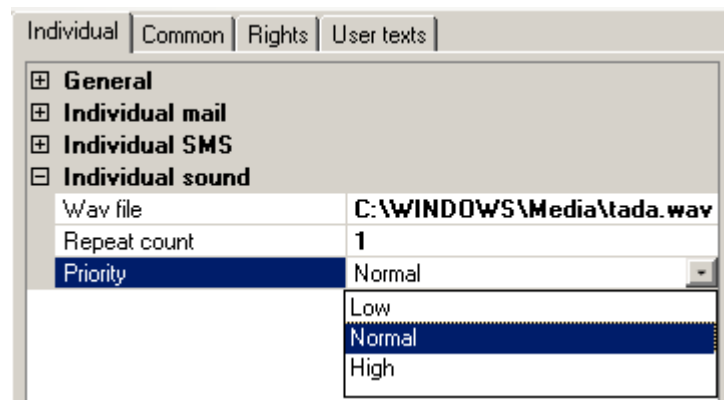 Individual Common Rights User texts
General
Individual mail
Individual SMS
Individual sound
Wav file C:\WINDOWS\Media\tada.wav
Repeat count 1
Priority Normal
Low
Normal
High